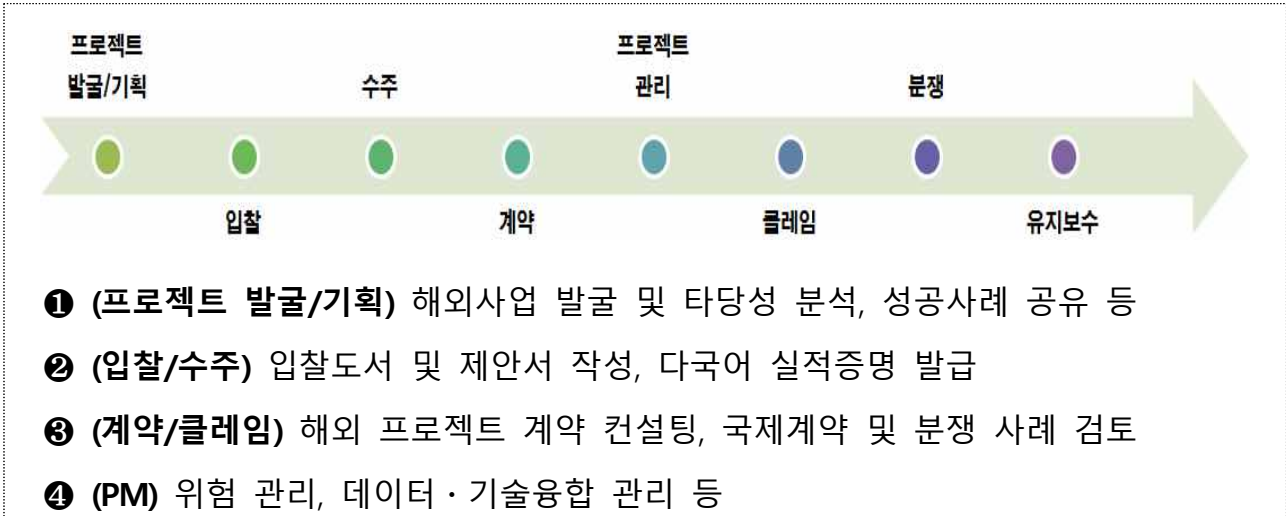 프로젝트
발굴/기획
수주
프로젝트
관리
분쟁
입찰
계약
클레임
유지보수
❶ (프로젝트 발굴/기획) 해외사업 발굴 및 타당성 분석, 성공사례 공유 등
❷ (입찰/수주) 입찰도서 및 제안서 작성, 다국어 실적증명 발급
❸ (계약/클레임) 해외 프로젝트 계약 컨설팅, 국제계약 및 분쟁 사례 검토
❹ (PM) 위험 관리, 데이터・기술융합 관리 등